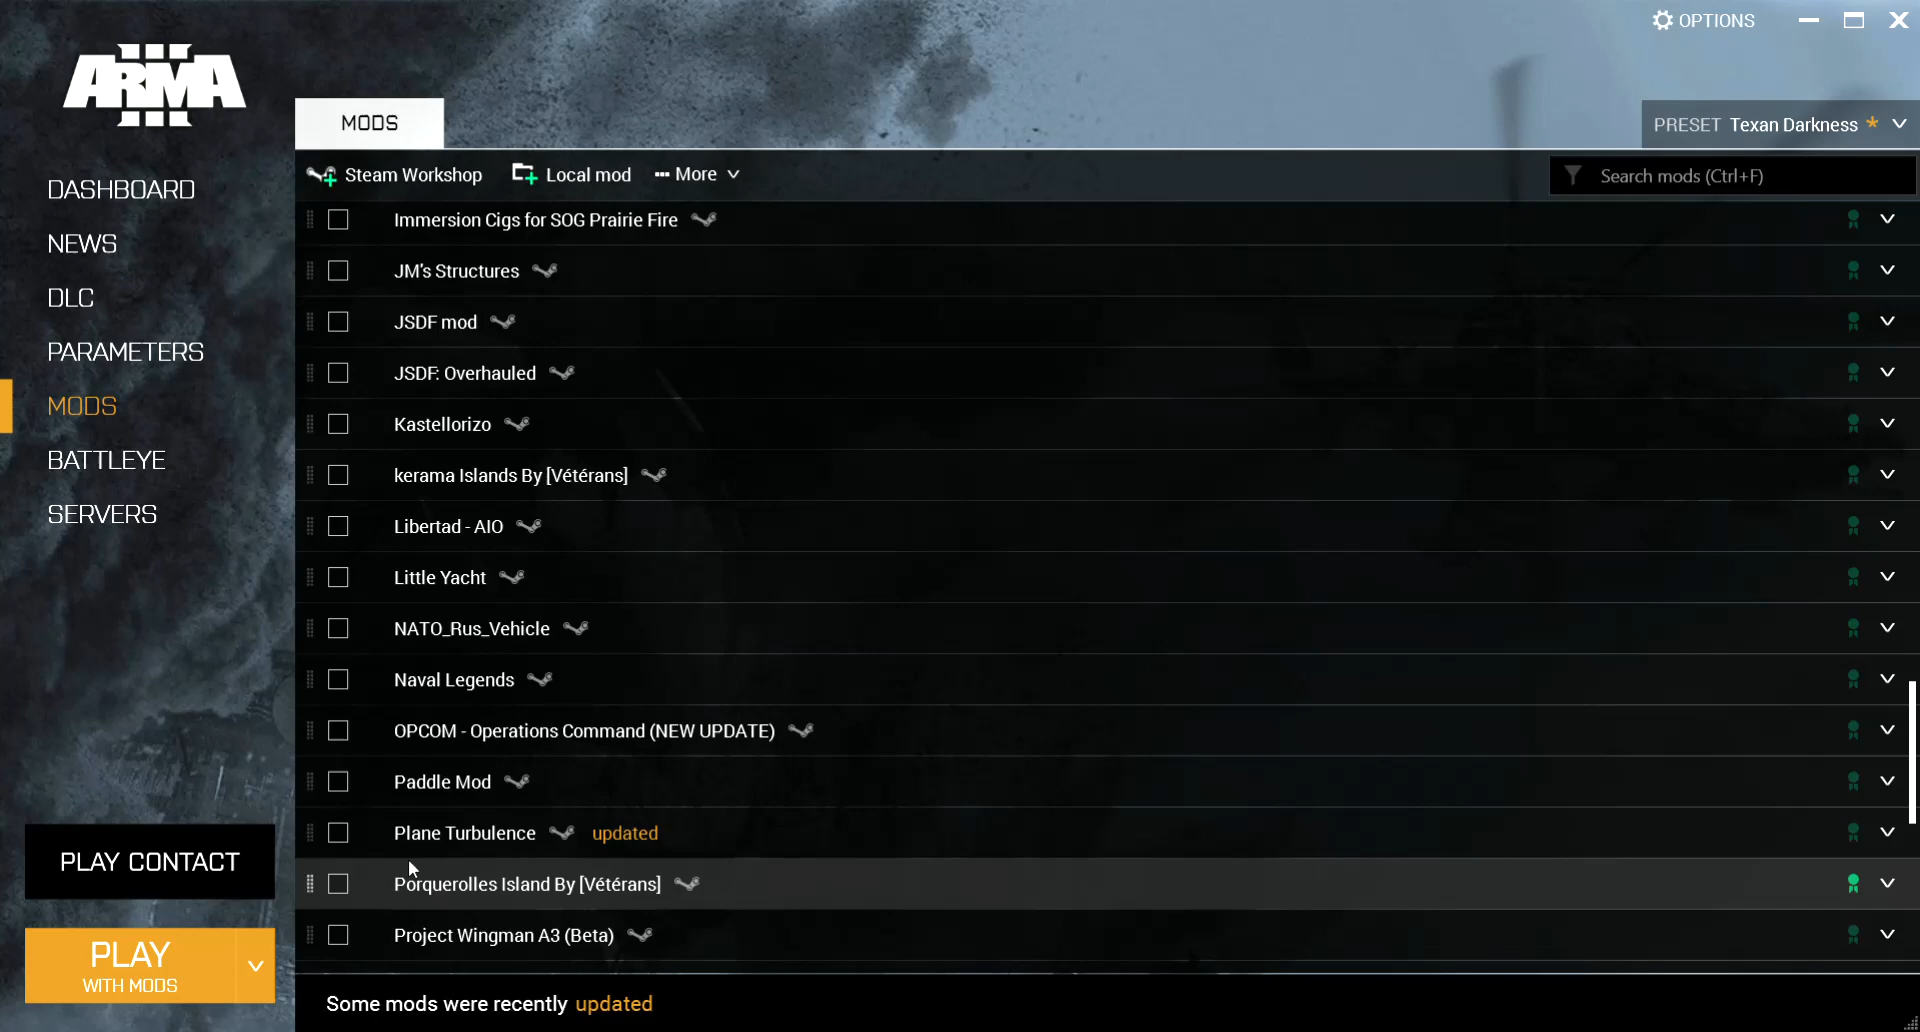 OPTIONS
ARMA III
MODS
PRESET Texan Darkness *
Steam Workshop
Local mod
More
Search mods (Ctrl+F)
DASHBOARD
NEWS
DLC
PARAMETERS
MODS
BATTLEYE
SERVERS
Immersion Cigs for SOG Prairie Fire
JM's Structures
JSDF mod
JSDF: Overhauled
Kastellorizo
kerama Islands By [Vétérans]
Libertad - AIO
Little Yacht
NATO_Rus_Vehicle
Naval Legends
OPCOM - Operations Command (NEW UPDATE)
Paddle Mod
Plane Turbulence updated
Porquerolles Island By [Vétérans]
Project Wingman A3 (Beta)
PLAY CONTACT
PLAY
WITH MODS
Some mods were recently updated